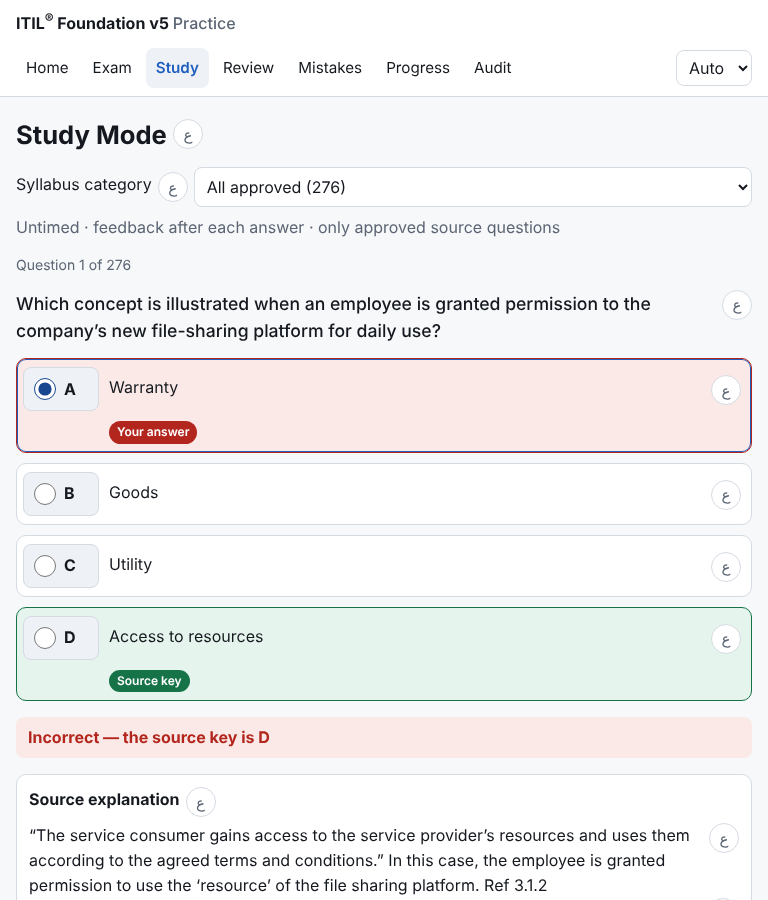 ITIL® Foundation v5 Practice
Home Exam Study Review Mistakes Progress Audit Auto
Study Mode ع
Syllabus category ع All approved (276)
Untimed · feedback after each answer · only approved source questions
Question 1 of 276
Which concept is illustrated when an employee is granted permission to the ع
company’s new file-sharing platform for daily use?
A Warranty ع
Your answer
B Goods ع
C Utility ع
D Access to resources ع
Source key
Incorrect — the source key is D
Source explanation ع
“The service consumer gains access to the service provider’s resources and uses them ع
according to the agreed terms and conditions.” In this case, the employee is granted
permission to use the ‘resource’ of the file sharing platform. Ref 3.1.2